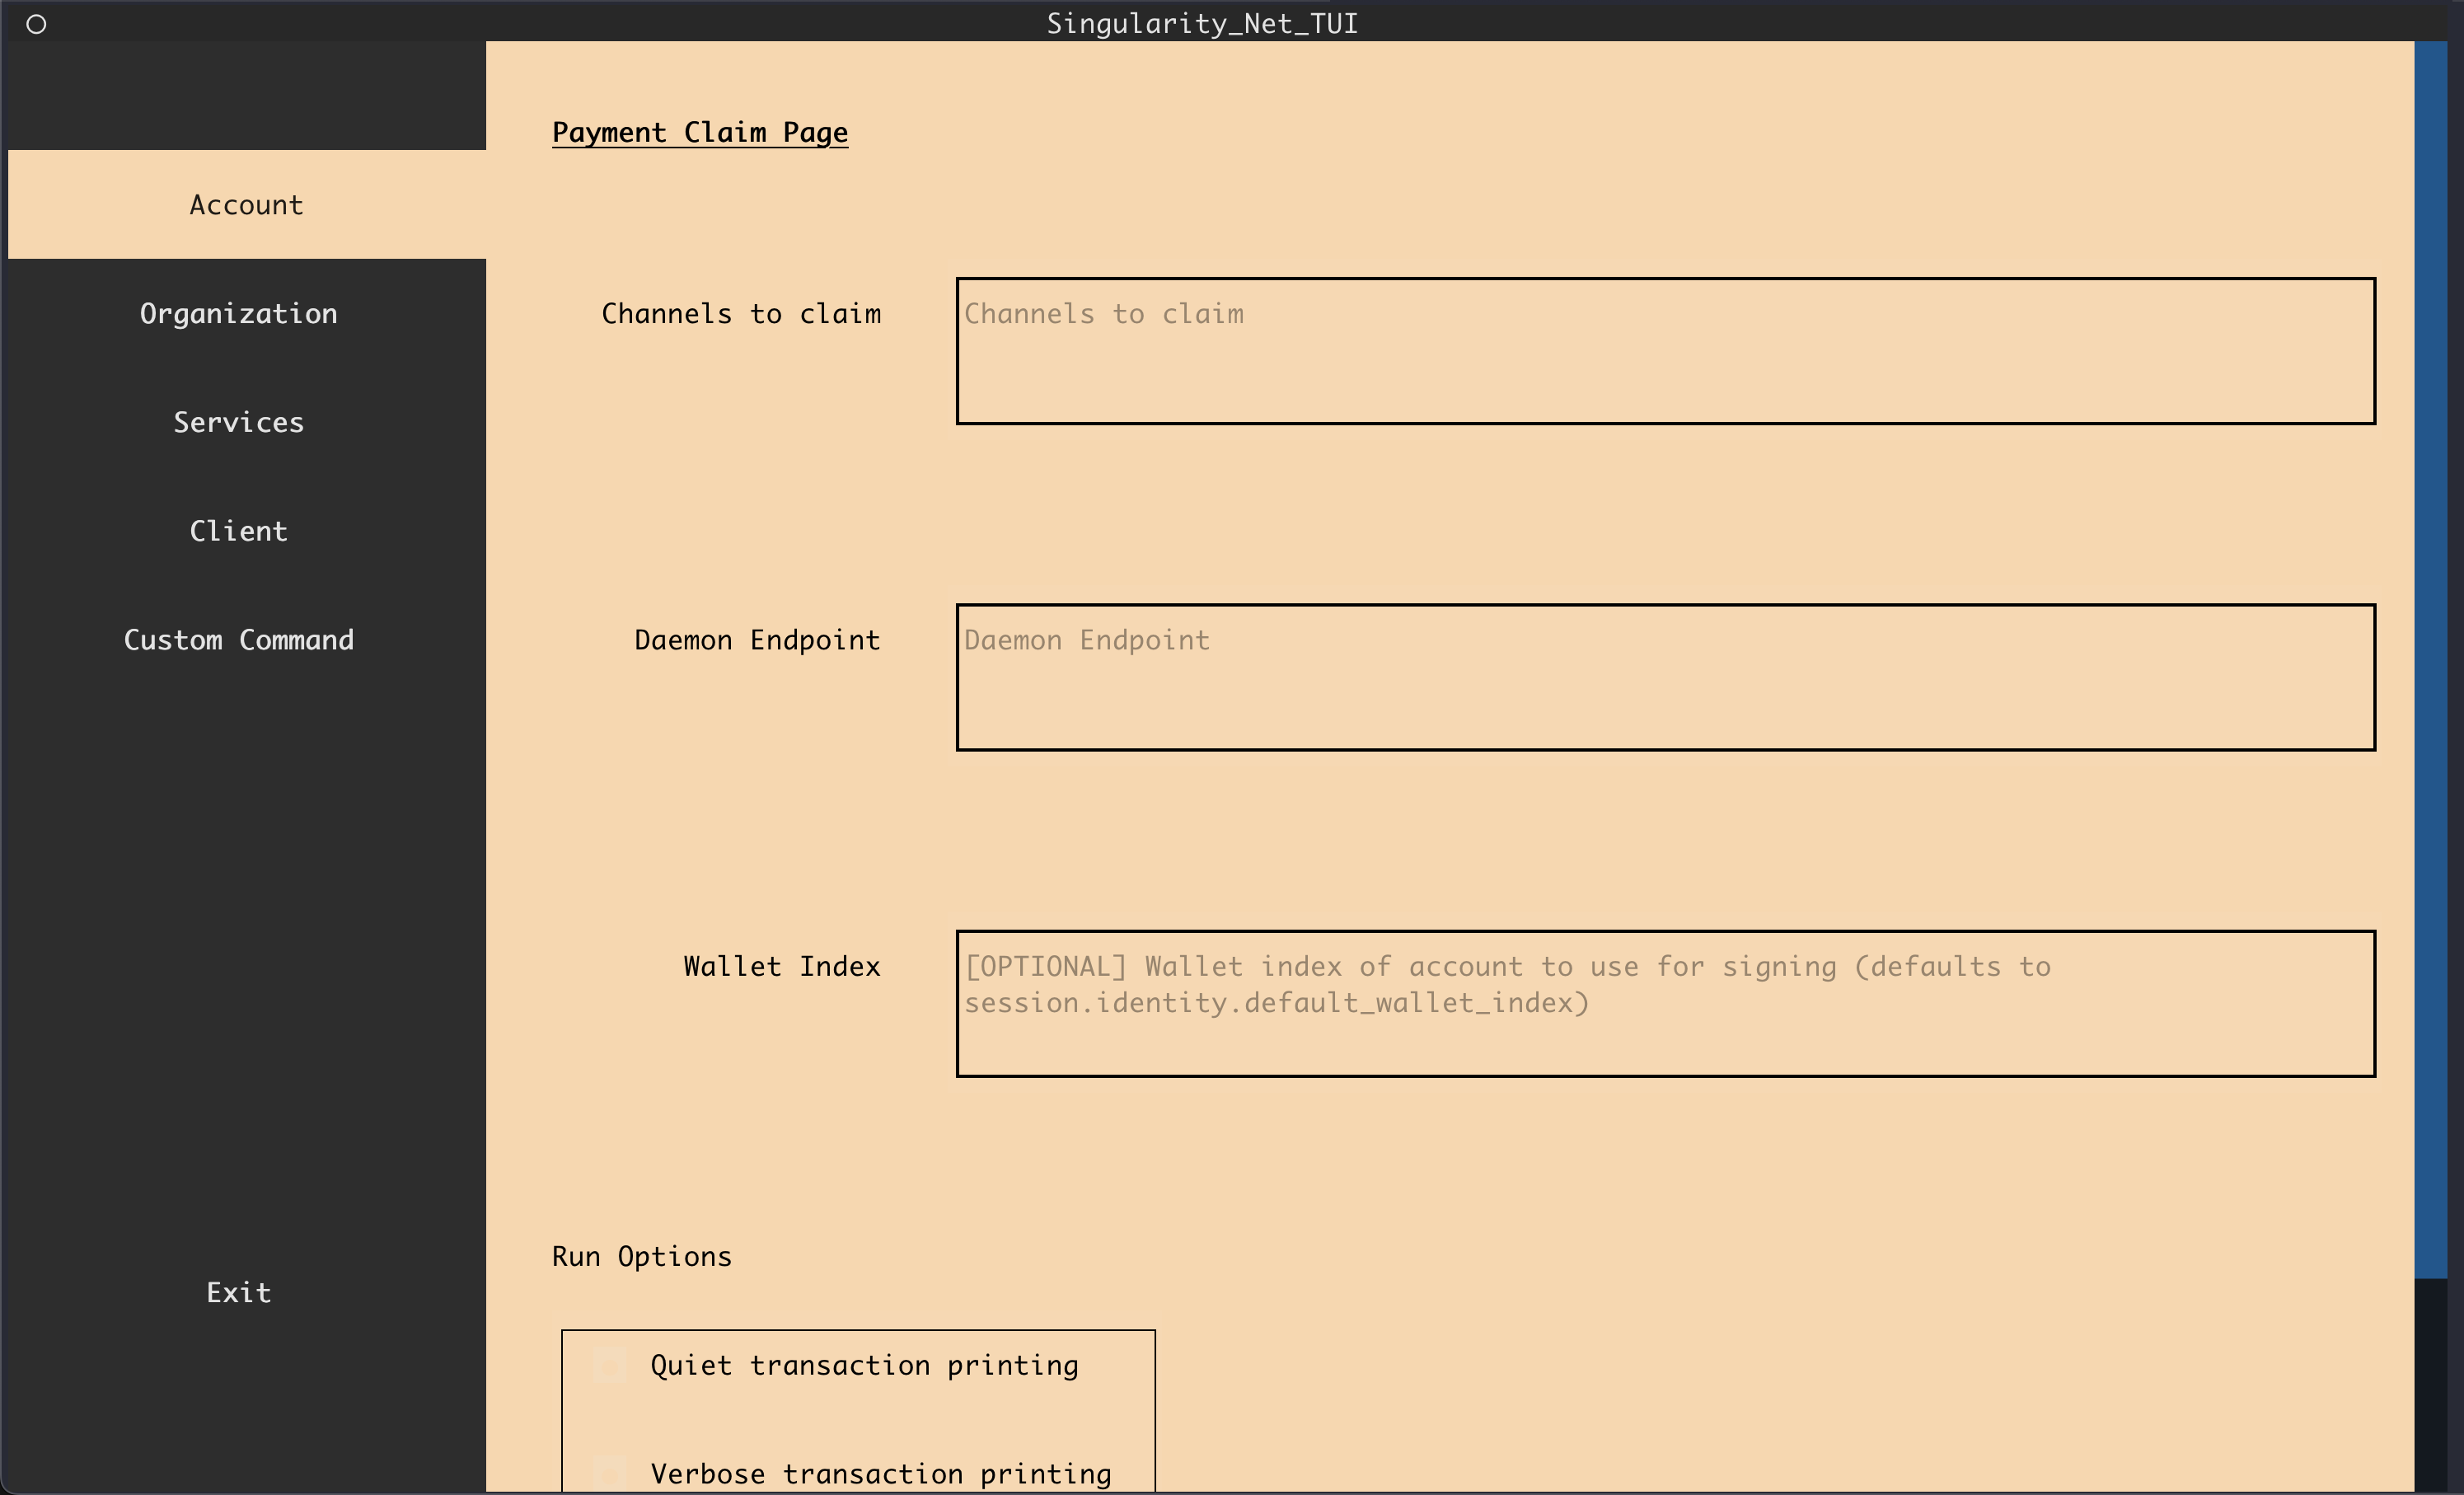 Singularity_Net_TUI
Account
Organization
Services
Client
Custom Command
Exit
Payment Claim Page
Channels to claim
Channels to claim
Daemon Endpoint
Daemon Endpoint
Wallet Index
[OPTIONAL] Wallet index of account to use for signing (defaults to
session.identity.default_wallet_index)
Run Options
Quiet transaction printing
Verbose transaction printing